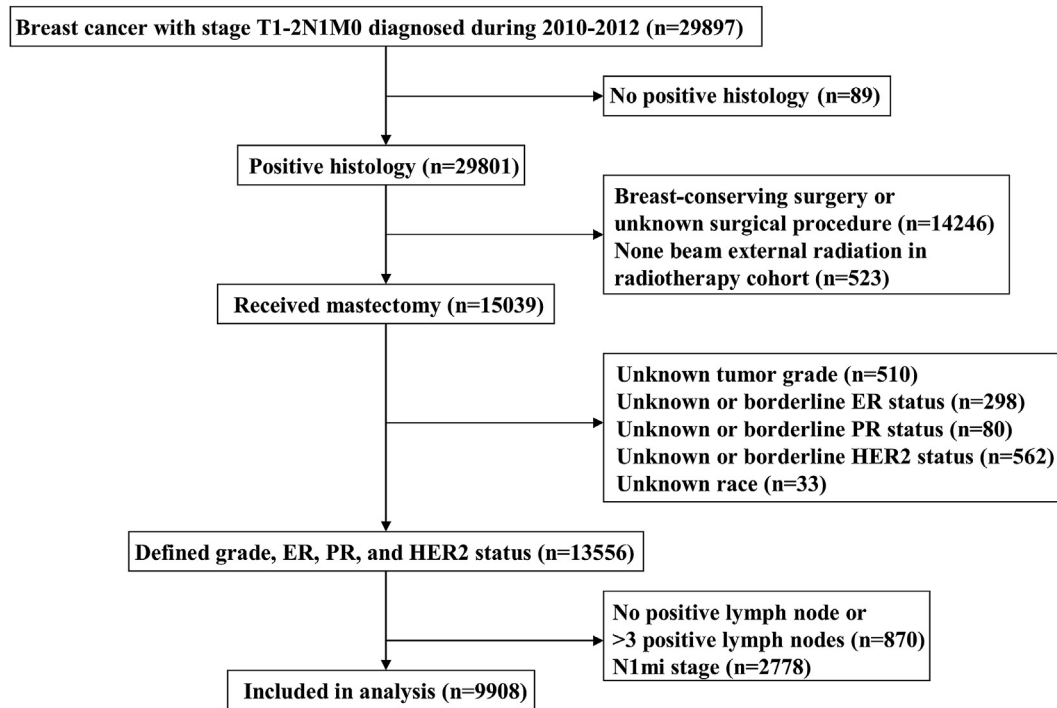 Breast cancer with stage T1-2N1M0 diagnosed during 2010-2012 (n=29897)
No positive histology (n=89)
Positive histology (n=29801)
Breast-conserving surgery or
unknown surgical procedure (n=14246)
None beam external radiation in
radiotherapy cohort (n=523)
Received mastectomy (n=15039)
Unknown tumor grade (n=510)
Unknown or borderline ER status (n=298)
Unknown or borderline PR status (n=80)
Unknown or borderline HER2 status (n=562)
Unknown race (n=33)
Defined grade, ER, PR, and HER2 status (n=13556)
No positive lymph node or
>3 positive lymph nodes (n=870)
N1mi stage (n=2778)
Included in analysis (n=9908)